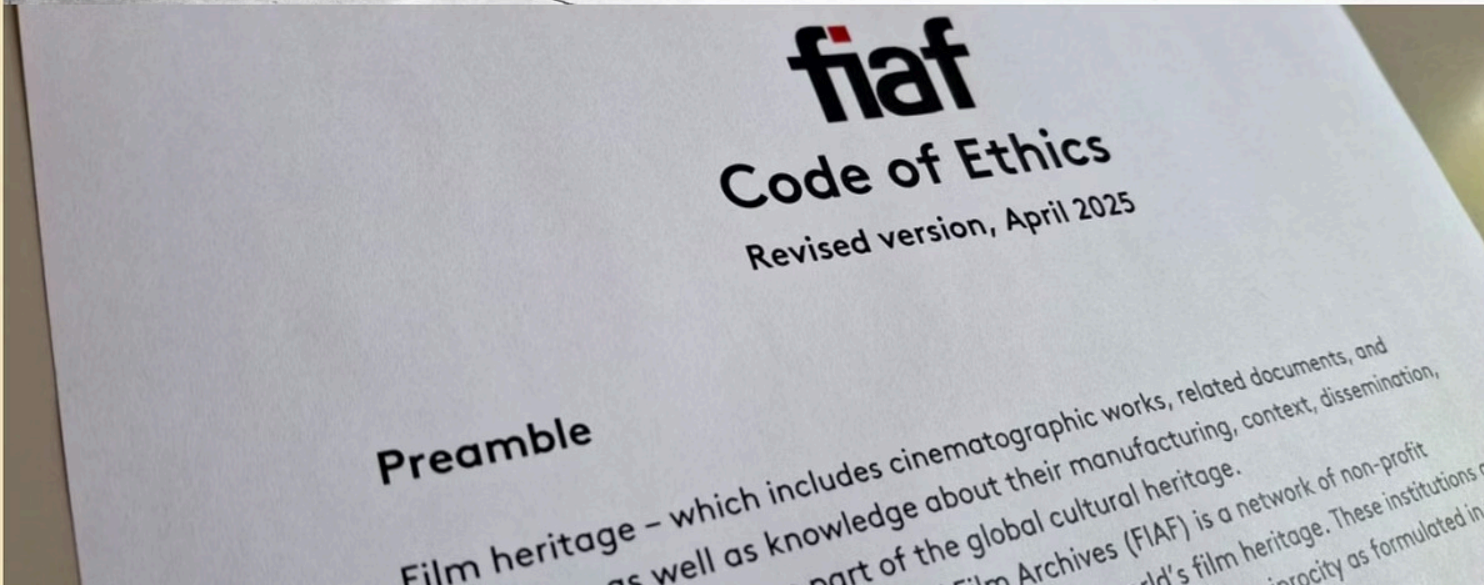 fiaf
Code of Ethics
Revised version, April 2025
Preamble
Film heritage – which includes cinematographic works, related documents, and
as well as knowledge about their manufacturing, context, dissemination,
part of the global cultural heritage.
Film Archives (FIAF) is a network of non-profit
film heritage. These institutions
as formulated in